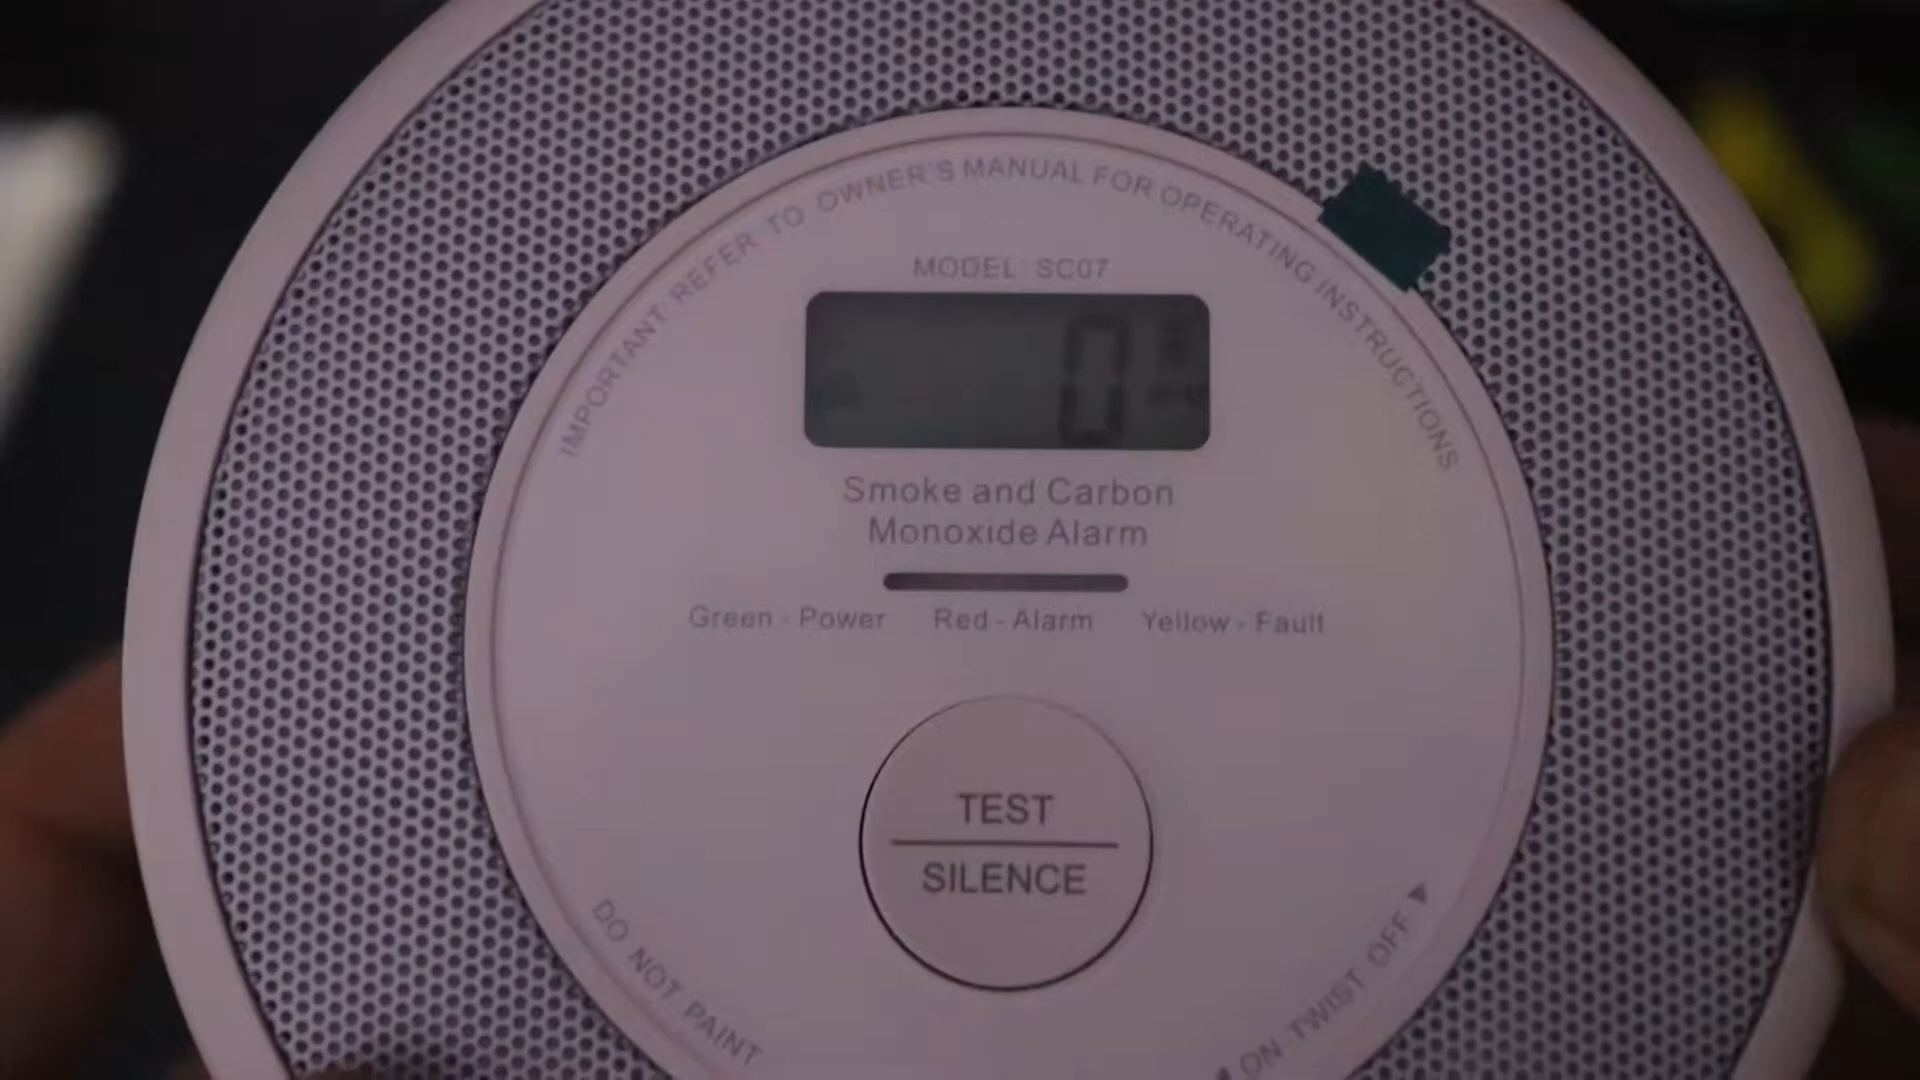 IMPORTANT REFER TO OWNER'S MANUAL FOR OPERATING INSTRUCTIONS
MODEL SC07
0
Smoke and Carbon
Monoxide Alarm
Green - Power Red - Alarm Yellow - Fault
TEST
SILENCE
DO NOT PAINT
◀ ON TWIST OFF ▶